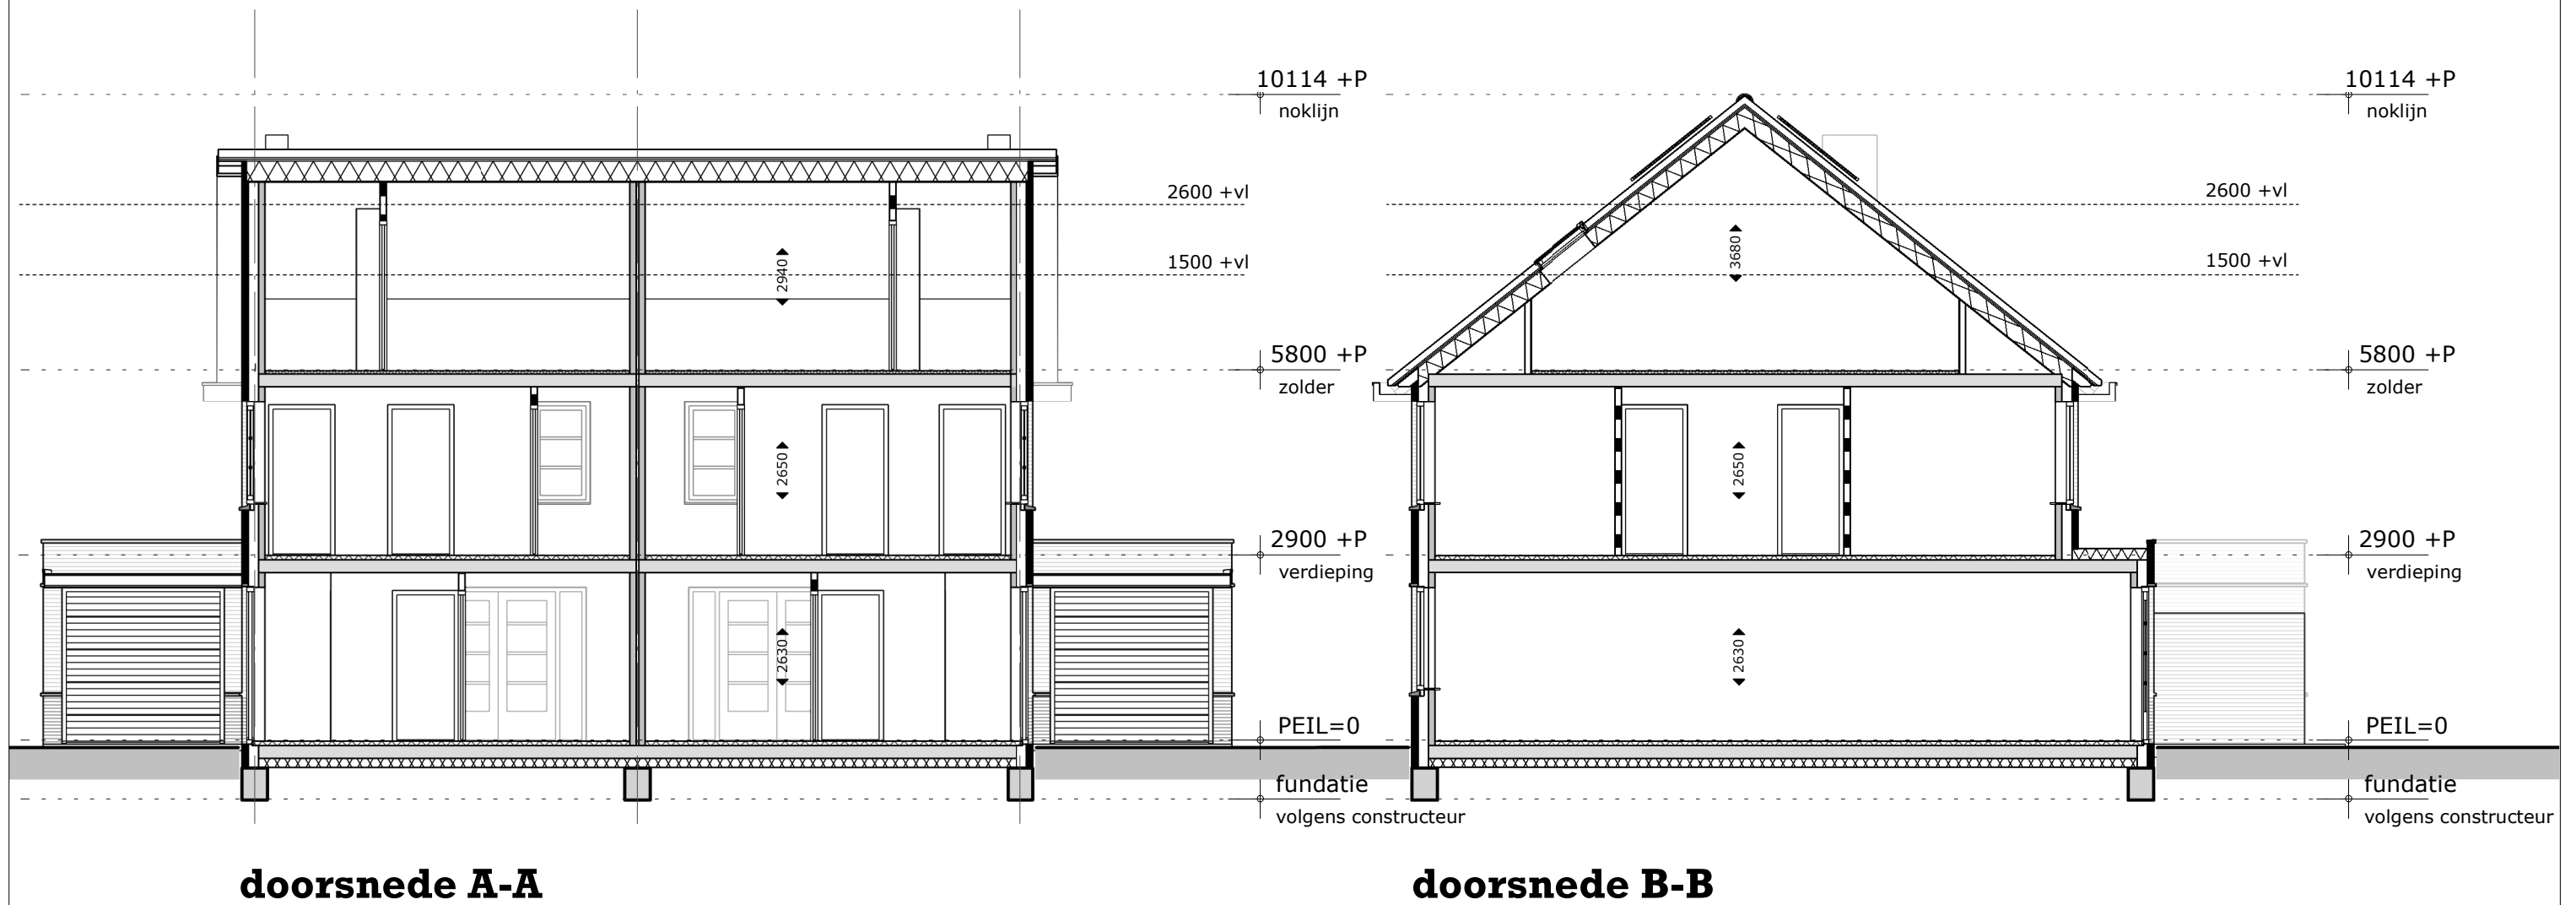 10114 +P
noklijn
2600 +vl
1500 +vl
2940
5800 +P
zolder
2650
2900 +P
verdieping
2630
PEIL=0
fundatie
volgens constructeur
doorsnede A-A
10114 +P
noklijn
2600 +vl
3680
1500 +vl
5800 +P
zolder
2650
2900 +P
verdieping
2630
PEIL=0
fundatie
volgens constructeur
doorsnede B-B